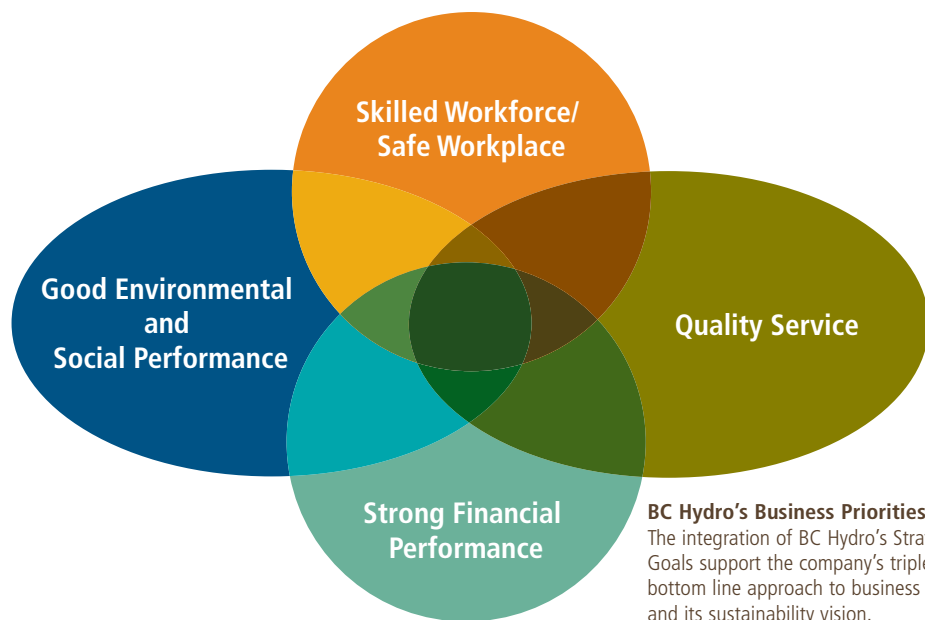 Skilled Workforce/
Safe Workplace
Good Environmental
and
Social Performance
Quality Service
Strong Financial
Performance
BC Hydro's Business Priorities
The integration of BC Hydro's
Goals support the company's triple
bottom line approach to business
and its sustainability vision.